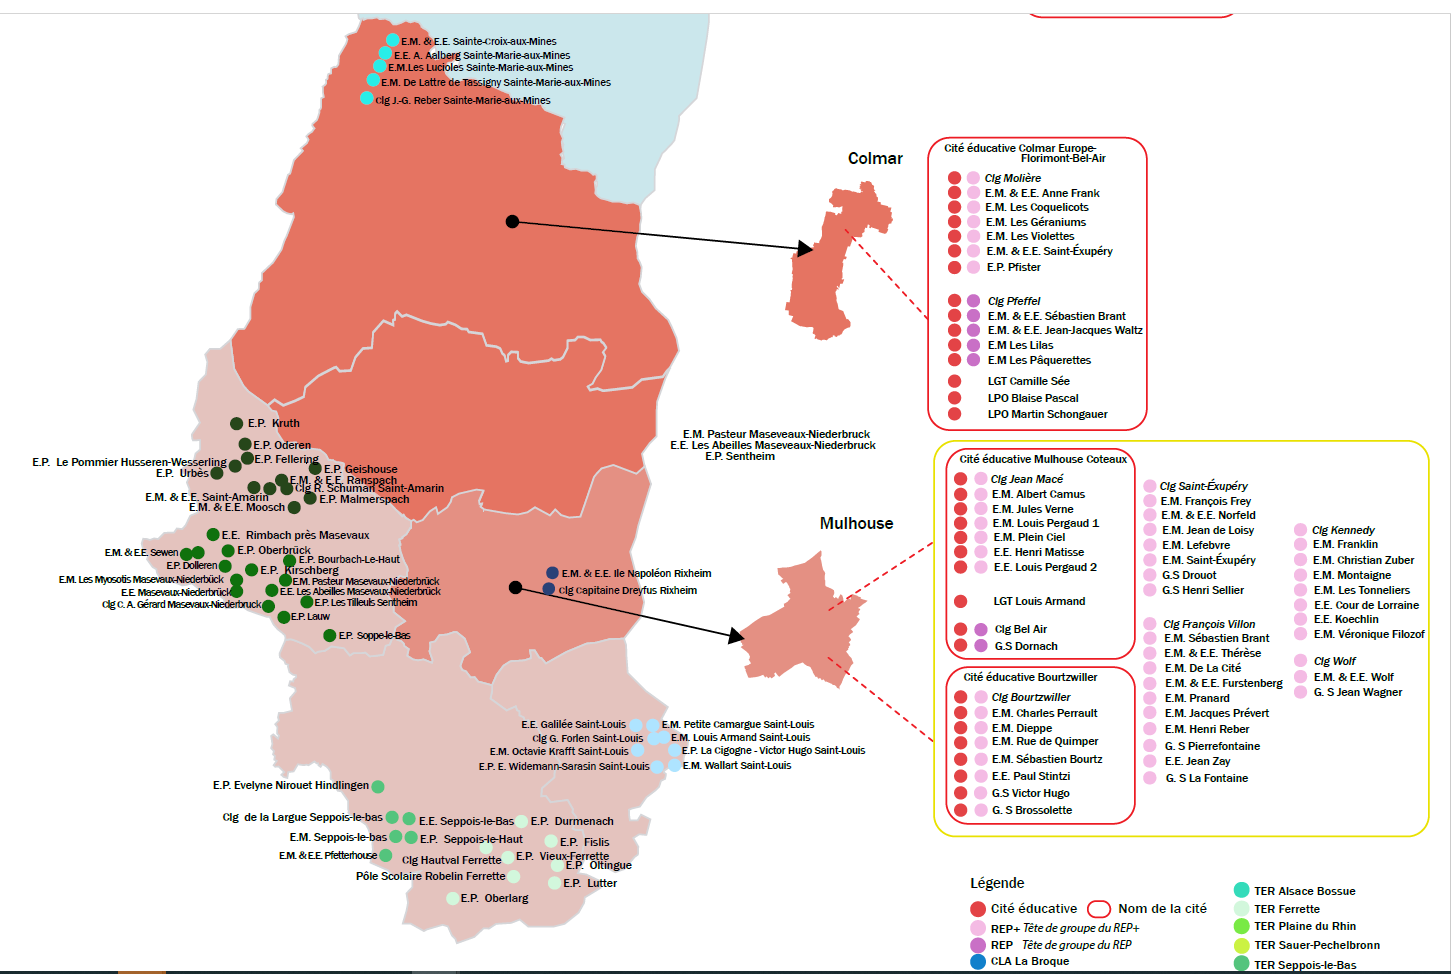 E.M. & E.E. Sainte-Croix-aux-Mines
E.E. A. Aalberg Sainte-Marie-aux-Mines
E.M.Les Lucioles Sainte-Marie-aux-Mines
E.M. De Lattre de Tassigny Sainte-Marie-aux-Mines
Clg J.-G. Reber Sainte-Marie-aux-Mines
Colmar
Cité éducative Colmar Europe-
Florimont-Bel-Air
Clg Molière
E.M. & E.E. Anne Frank
E.M. Les Coquelicots
E.M. Les Géraniums
E.M. Les Violettes
E.M. & E.E. Saint-Éxupéry
E.P. Pfister
Clg Pfeffel
E.M. & E.E. Sébastien Brant
E.M. & E.E. Jean-Jacques Waltz
E.M Les Lilas
E.M Les Pâquerettes
LGT Camille Sée
LPO Blaise Pascal
LPO Martin Schongauer
E.P. Kruth
E.P. Oderen
E.P. Le Pommier Husseren-Wesserling
E.P. Fellering
E.P. Urbès
E.P. Geishouse
E.M. & E.E. Ranspach
Clg R. Schuman Saint-Amarin
E.M. & E.E. Saint-Amarin
E.P. Malmerspach
E.M. & E.E. Moosch
E.M. Pasteur Maseveaux-Niederbruck
E.E. Les Abeilles Maseveaux-Niederbruck
E.P. Sentheim
E.E. Rimbach près Masevaux
E.M. & E.E. Sewen
E.P. Oberbrück
E.P. Bourbach-Le-Haut
E.P. Dolleren
E.P. Kirschberg
E.M. Les Myosotis Masevaux-Niederbück
E.M. Pasteur Masevaux-Niederbrück
E.E. Masevaux-Niederbrück
E.E. Les Abeilles Masevaux-Niederbrück
Clg C. A. Gérard Masevaux-Niederbruck
E.P. Les Tilleuls Sentheim
E.P. Lauw
E.P. Soppe-le-Bas
E.M. & E.E. Ile Napoléon Rixheim
Clg Capitaine Dreyfus Rixheim
Mulhouse
Cité éducative Mulhouse Coteaux
Clg Jean Macé
E.M. Albert Camus
E.M. Jules Verne
E.M. Louis Pergaud 1
E.M. Plein Ciel
E.E. Henri Matisse
E.E. Louis Pergaud 2
LGT Louis Armand
Clg Bel Air
G.S Dornach
Cité éducative Bourtzwiller
Clg Bourtzwiller
E.M. Charles Perrault
E.M. Dieppe
E.M. Rue de Quimper
E.M. Sébastien Bourtz
E.E. Paul Stintzi
G.S Victor Hugo
G. S Brossolette
Clg Saint-Éxupéry
E.M. François Frey
E.M. & E.E. Norfeld
E.M. Jean de Loisy
E.M. Lefebvre
E.M. Saint-Éxupéry
G.S Drouot
G.S Henri Sellier
Clg François Villon
E.M. Sébastien Brant
E.M. & E.E. Thérèse
E.M. De La Cité
E.M. & E.E. Furstenberg
E.M. Pranard
E.M. Jacques Prévert
E.M. Henri Reber
G. S Pierrefontaine
E.E. Jean Zay
G. S La Fontaine
Clg Kennedy
E.M. Franklin
E.M. Christian Zuber
E.M. Montaigne
E.M. Les Tonneliers
E.E. Cour de Lorraine
E.E. Koechlin
E.M. Véronique Filozof
Clg Wolf
E.M. & E.E. Wolf
G. S Jean Wagner
E.E. Galilée Saint-Louis
E.M. Petite Camargue Saint-Louis
Clg G. Forlen Saint-Louis
E.M. Louis Armand Saint-Louis
E.M. Octavie Krafft Saint-Louis
E.P. La Cigogne - Victor Hugo Saint-Louis
E.P. E. Widemann-Sarasin Saint-Louis
E.M. Wallart Saint-Louis
E.P. Evelyne Nirouet Hindlingen
Clg de la Largue Seppois-le-bas
E.E. Seppois-le-Bas
E.P. Durmenach
E.M. Seppois-le-bas
E.P. Seppois-le-Haut
E.P. Fislis
E.M. & E.E. Pfetterhouse
Clg Hautval Ferrette
E.P. Vieux-Ferrette
E.P. Oltingue
Pôle Scolaire Robelin Ferrette
E.P. Lutter
E.P. Oberlarg
Légende
Cité éducative
Nom de la cité
REP+ Tête de groupe du REP+
REP Tête de groupe du REP
CLA La Broque
TER Alsace Bossue
TER Ferrette
TER Plaine du Rhin
TER Sauer-Pechelbronn
TER Seppois-le-Bas